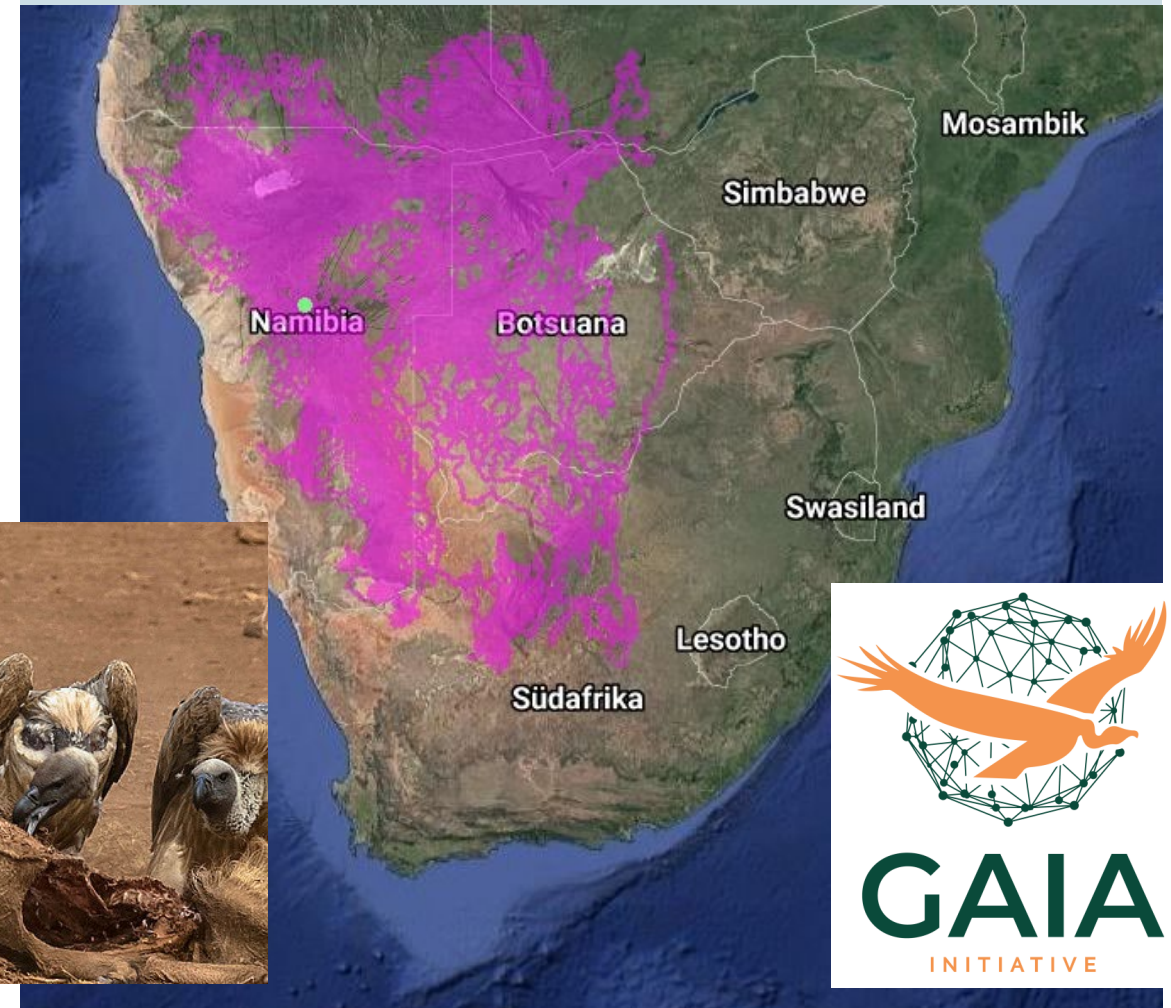 Mosambik
Simbabwe
Namibia
Botsuana
Swasiland
Lesotho
Südafrika
GAIA
INITIATIVE